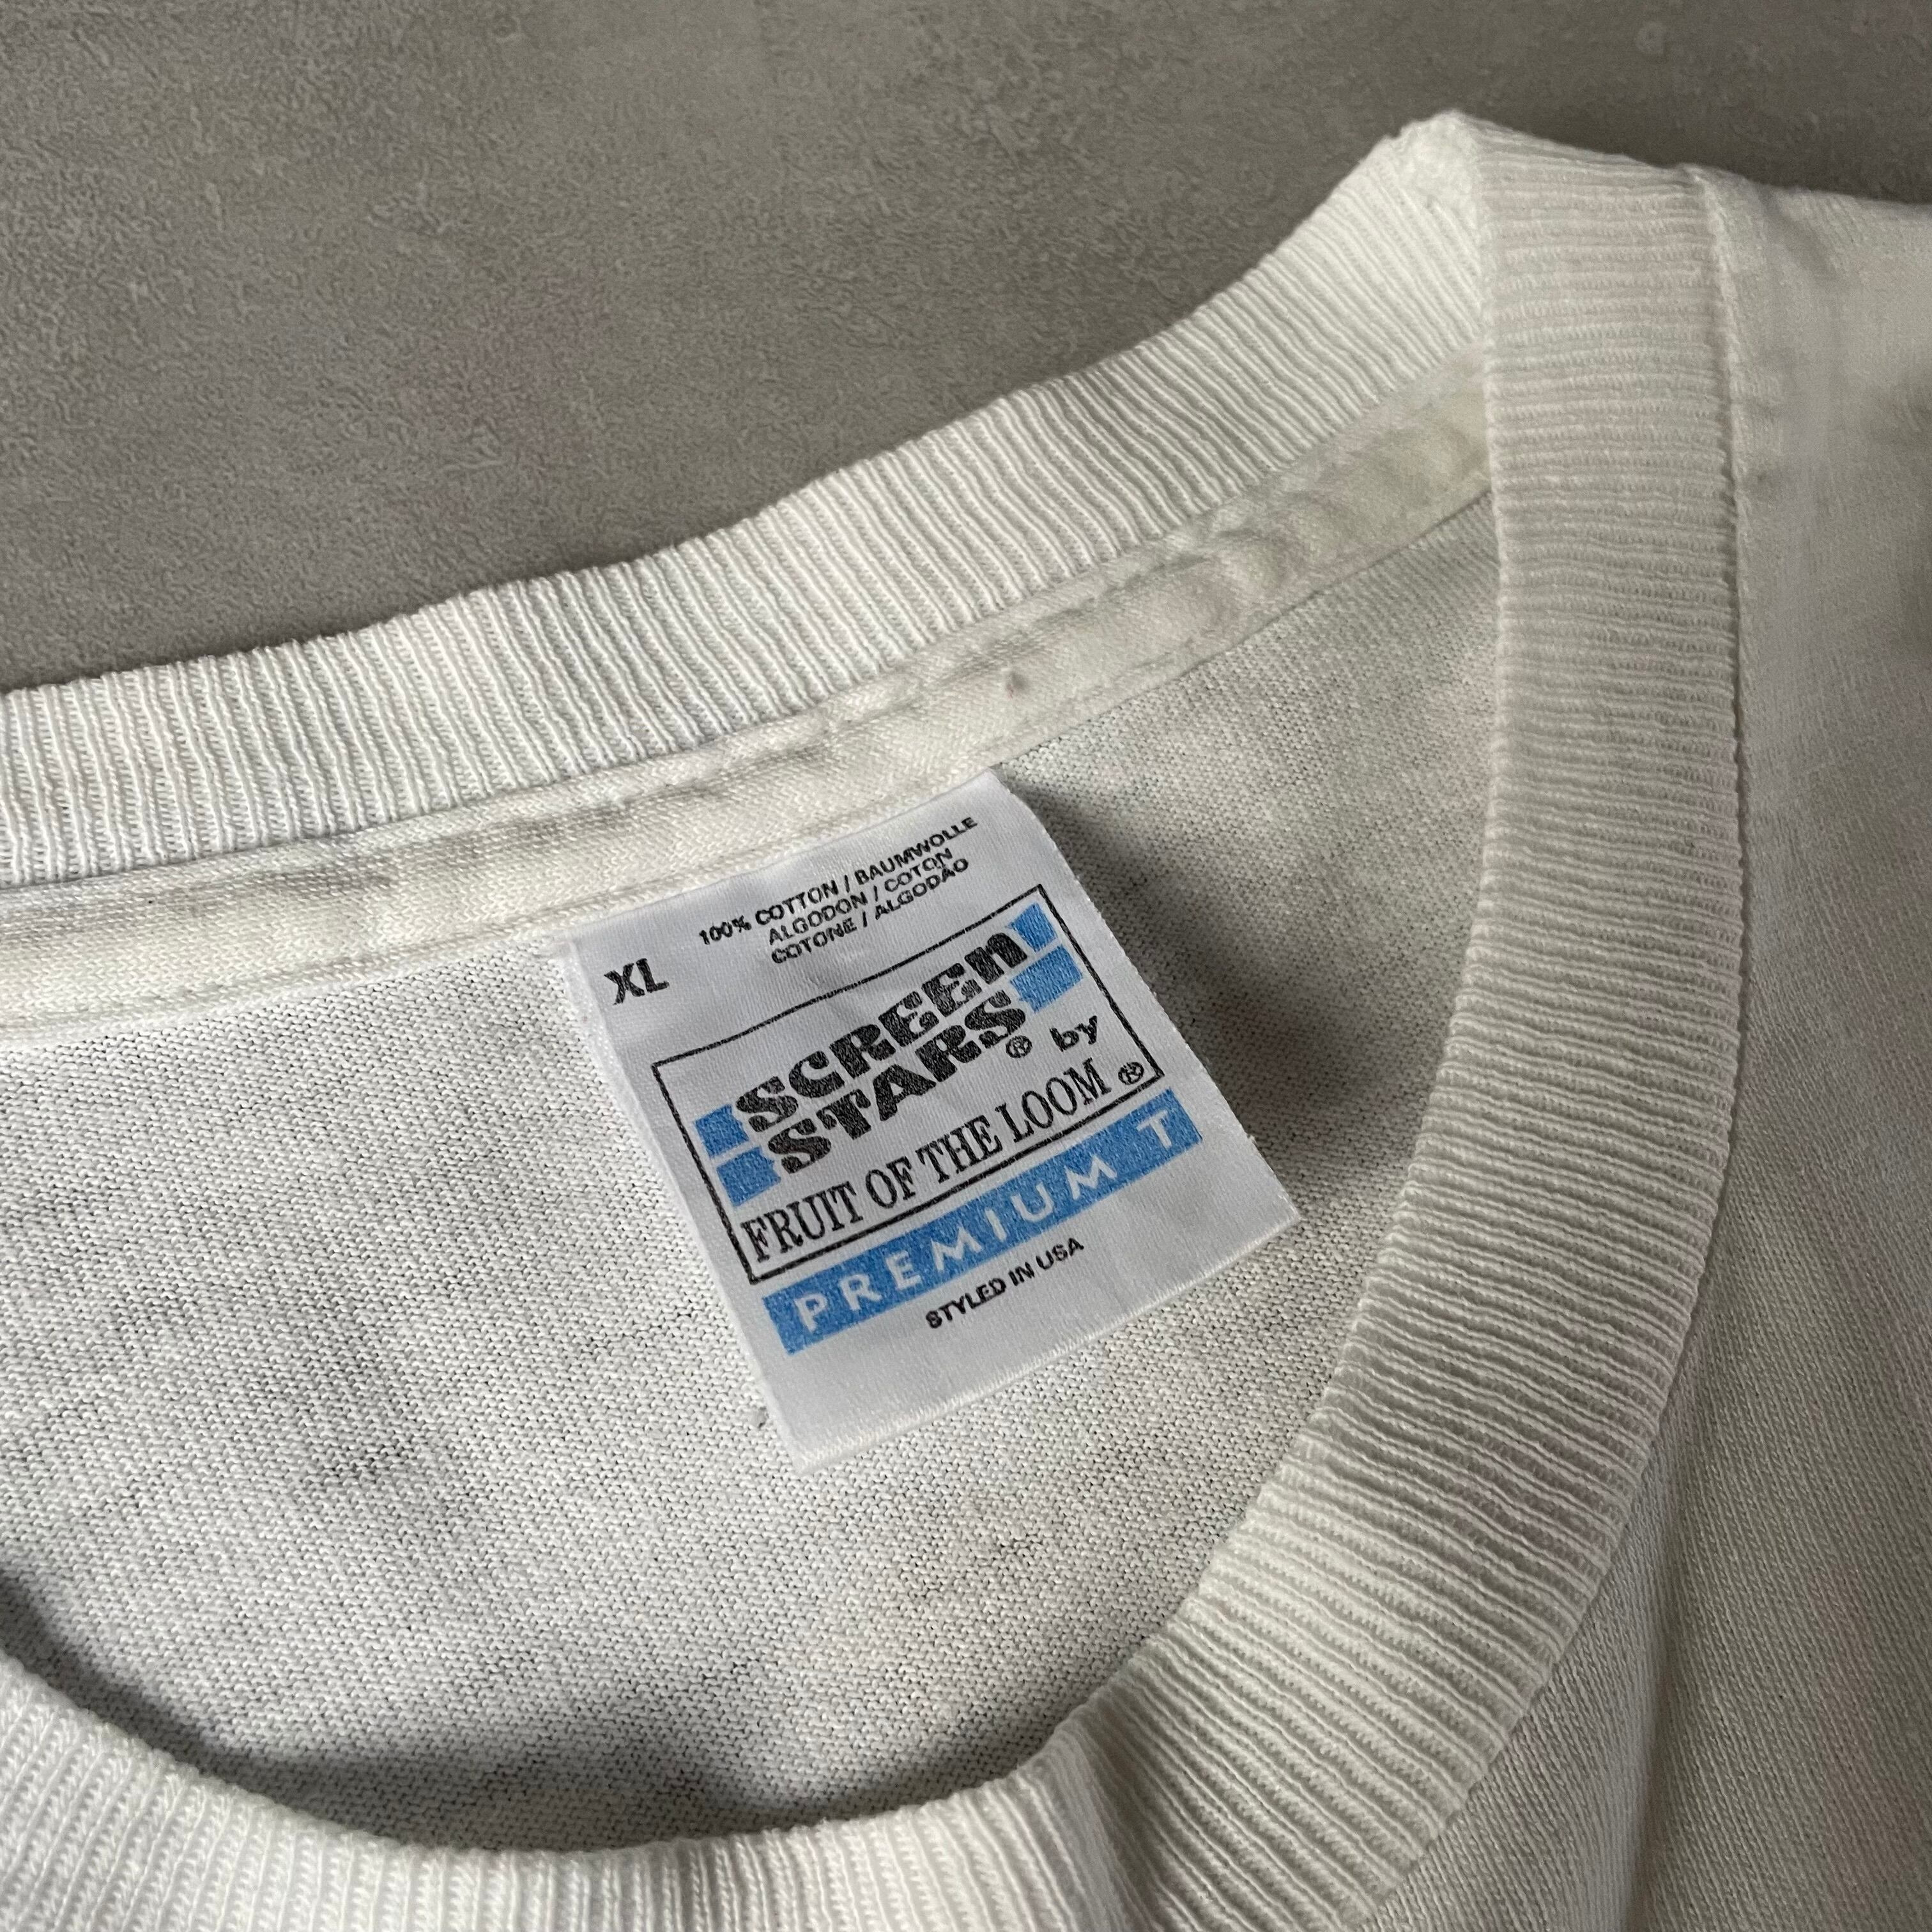 XL
100% COTTON / BAUMWOLLE
ALGODON / COTON
COTONE / ALGODÃO
SCREEN
STARS® by
FRUIT OF THE LOOM®
PREMIUM T
STYLED IN USA